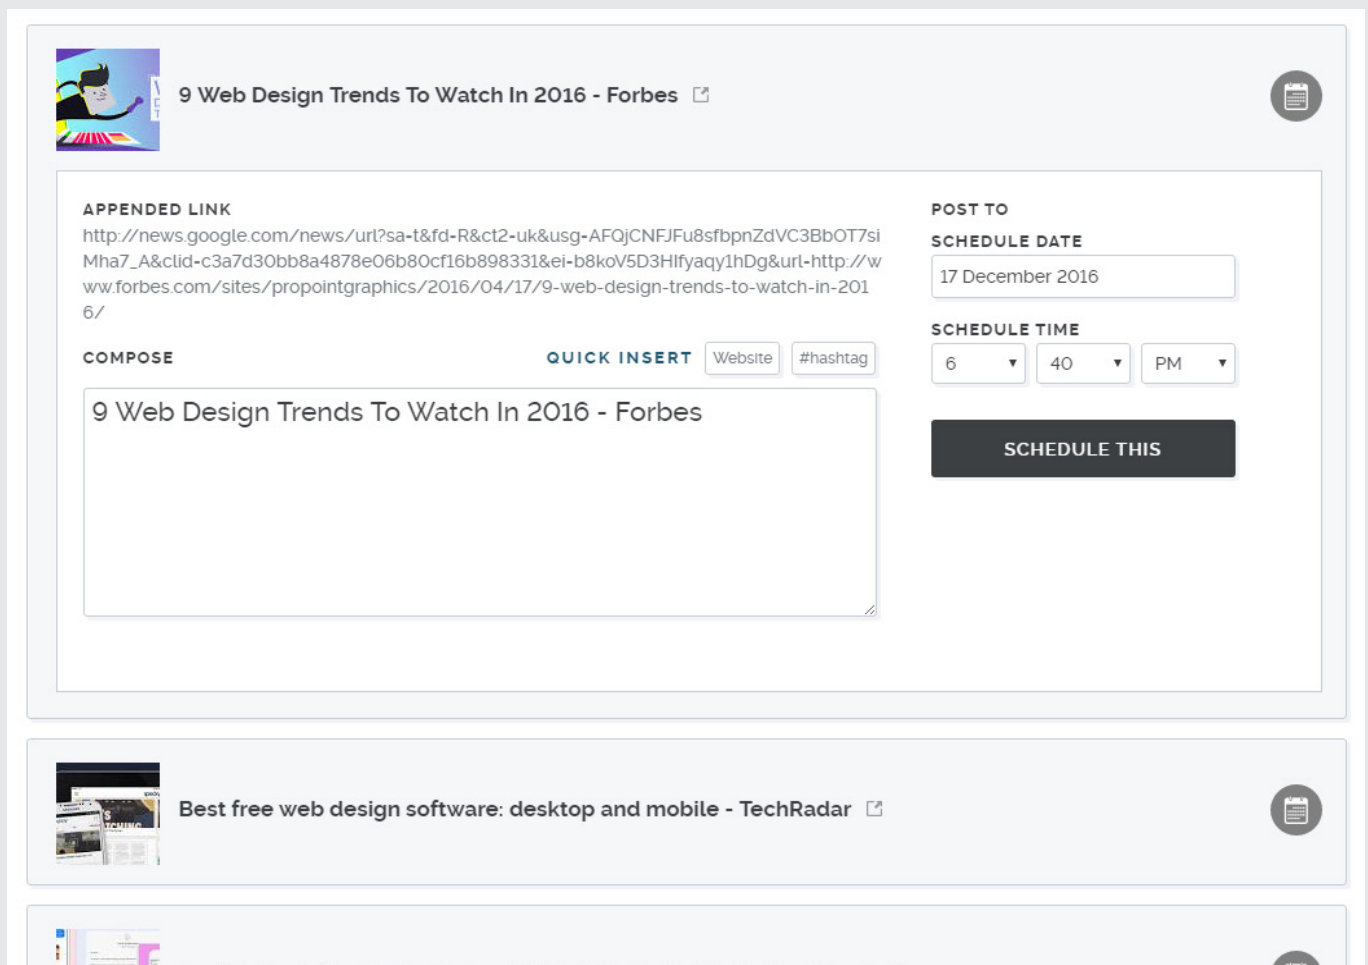 9 Web Design Trends To Watch In 2016 - Forbes
APPENDED LINK
http://news.google.com/news/url?sa=t&fd=R&ct2=uk&usg=AFQjCNFJFu8sfbpnZdVC3BbOT7si
Mha7_A&clid=c3a7d30bb8a4878e06b80cf16b898331&ei=b8koV5D3HIfyaqy1hDg&url=http://w
ww.forbes.com/sites/propointgraphics/2016/04/17/9-web-design-trends-to-watch-in-201
6/
COMPOSE
QUICK INSERT Website #hashtag
9 Web Design Trends To Watch In 2016 - Forbes
POST TO
SCHEDULE DATE
17 December 2016
SCHEDULE TIME
6 40 PM
SCHEDULE THIS
Best free web design software: desktop and mobile - TechRadar